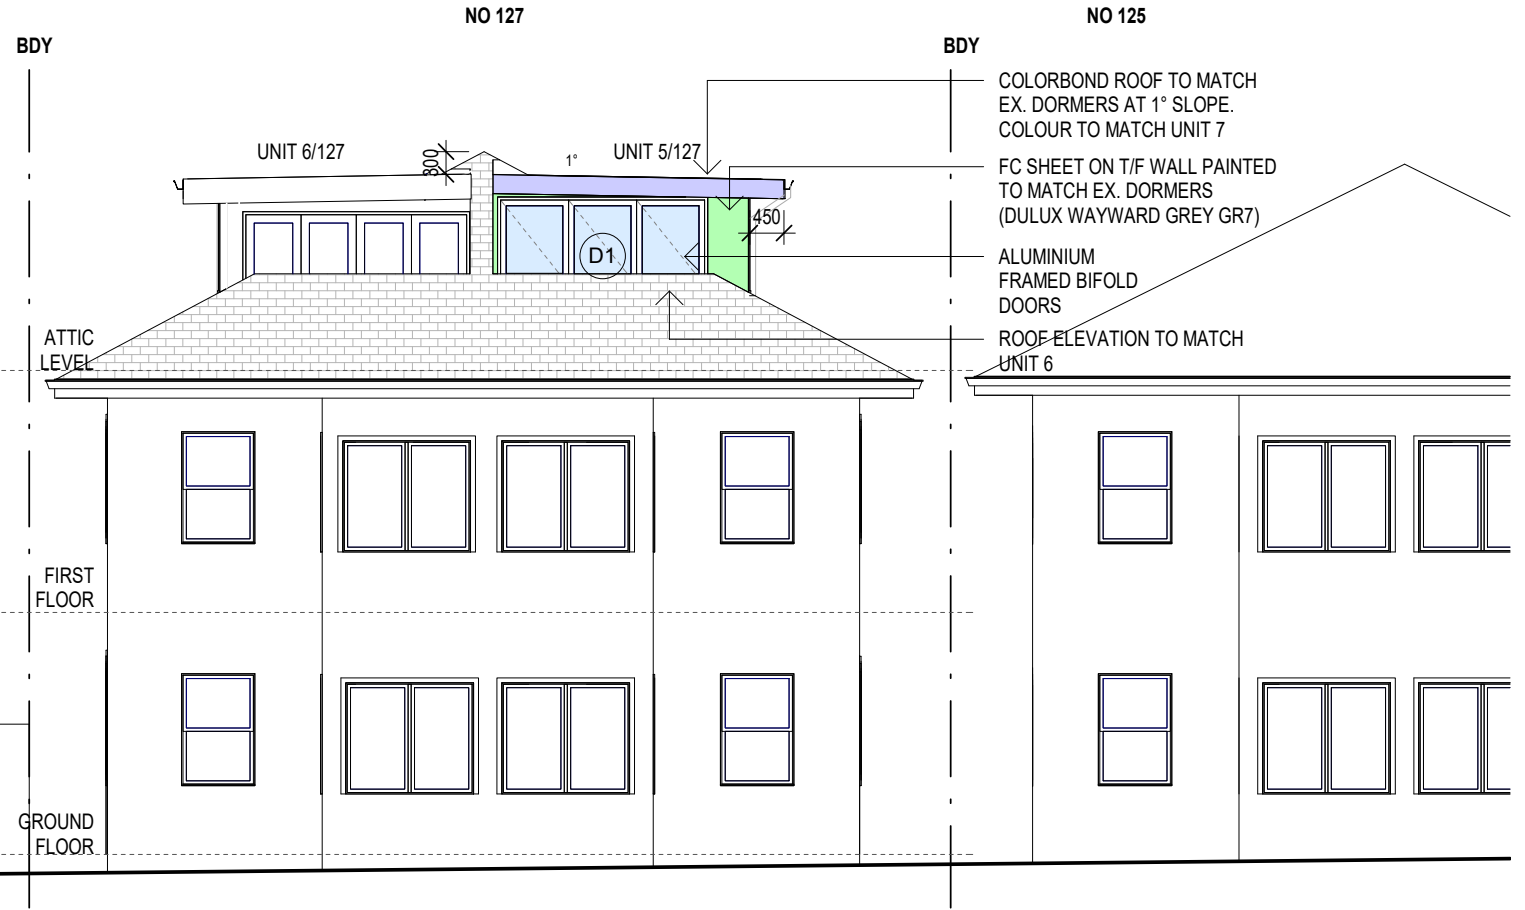 NO 127
NO 125
BDY
BDY
COLORBOND ROOF TO MATCH
EX. DORMERS AT 1° SLOPE.
COLOUR TO MATCH UNIT 7
UNIT 6/127
300
1°
UNIT 5/127
FC SHEET ON T/F WALL PAINTED
TO MATCH EX. DORMERS
(DULUX WAYWARD GREY GR7)
450
D1
ALUMINIUM
FRAMED BIFOLD
DOORS
ROOF ELEVATION TO MATCH
UNIT 6
ATTIC
LEVEL
FIRST
FLOOR
GROUND
FLOOR